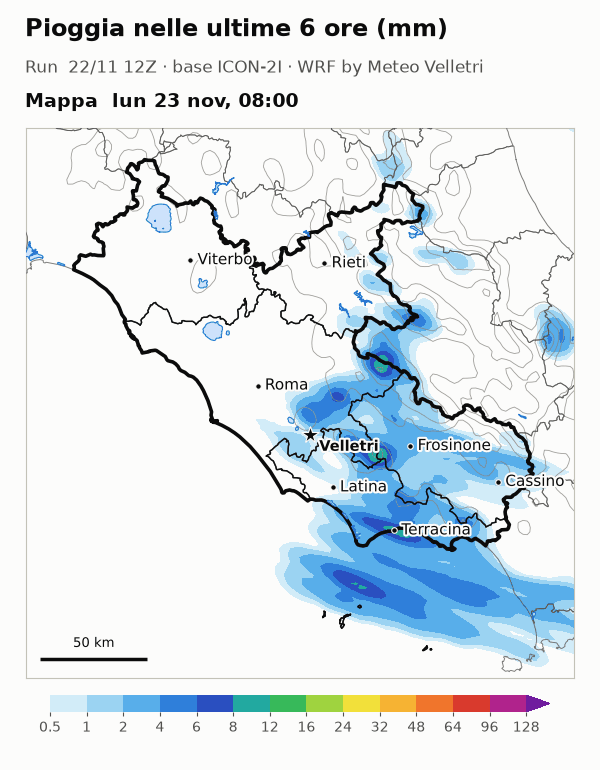 Pioggia nelle ultime 6 ore (mm)
Run 22/11 12Z · base ICON-2I · WRF by Meteo Velletri
Mappa lun 23 nov, 08:00
Viterbo
Rieti
Roma
Velletri
Frosinone
Latina
Cassino
Terracina
50 km
0.5 1 2 4 6 8 12 16 24 32 48 64 96 128